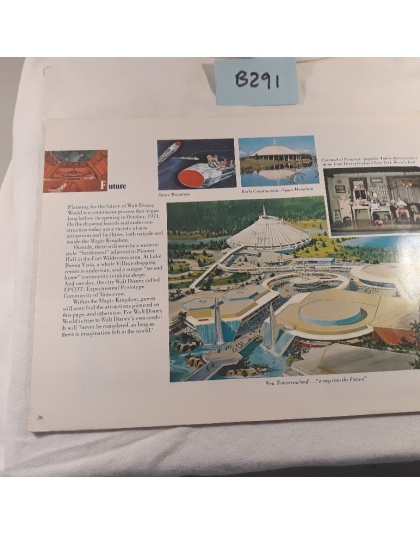 B291
Future
Space Mountain
Early Construction - Space Mountain
Planning for the future of Walt Disney
World is a continuous process that began
long before its opening in October, 1971.
On the drawing boards and under con-
struction today are a variety of new
attractions and facilities, both outside and
inside the Magic Kingdom.
Outside, there will soon be a western
style "Settlement" adjacent to Pioneer
Hall in the Fort Wilderness area. At Lake
Buena Vista, a whole Village shopping
center is underway, and a unique "second
home" community is taking shape.
And one day, the city Walt Disney called
EPCOT: Experimental Prototype
Community of Tomorrow.
Within the Magic Kingdom, guests
will soon find the attractions pictured on
this page, and others too. For Walt Disney
World is true to Walt Disney's own credo:
It will "never be completed, as long as
there is imagination left in the world."
New Tomorrowland ... "a step into the Future"
36